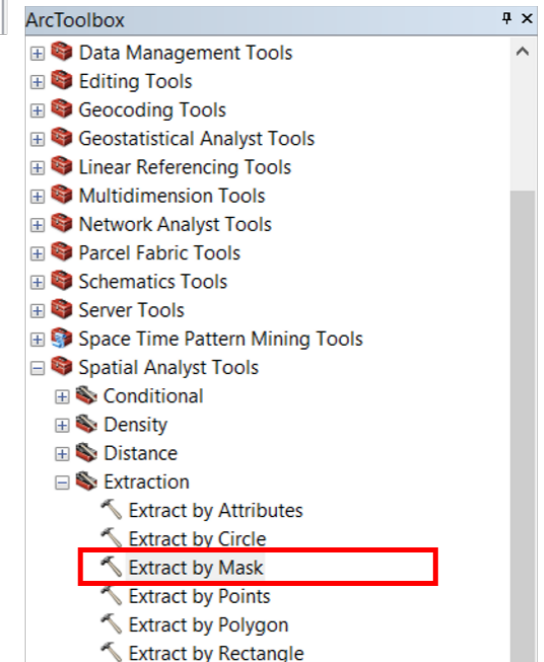 ArcToolbox
Data Management Tools
Editing Tools
Geocoding Tools
Geostatistical Analyst Tools
Linear Referencing Tools
Multidimension Tools
Network Analyst Tools
Parcel Fabric Tools
Schematics Tools
Server Tools
Space Time Pattern Mining Tools
Spatial Analyst Tools
Conditional
Density
Distance
Extraction
Extract by Attributes
Extract by Circle
Extract by Mask
Extract by Points
Extract by Polygon
Extract by Rectangle